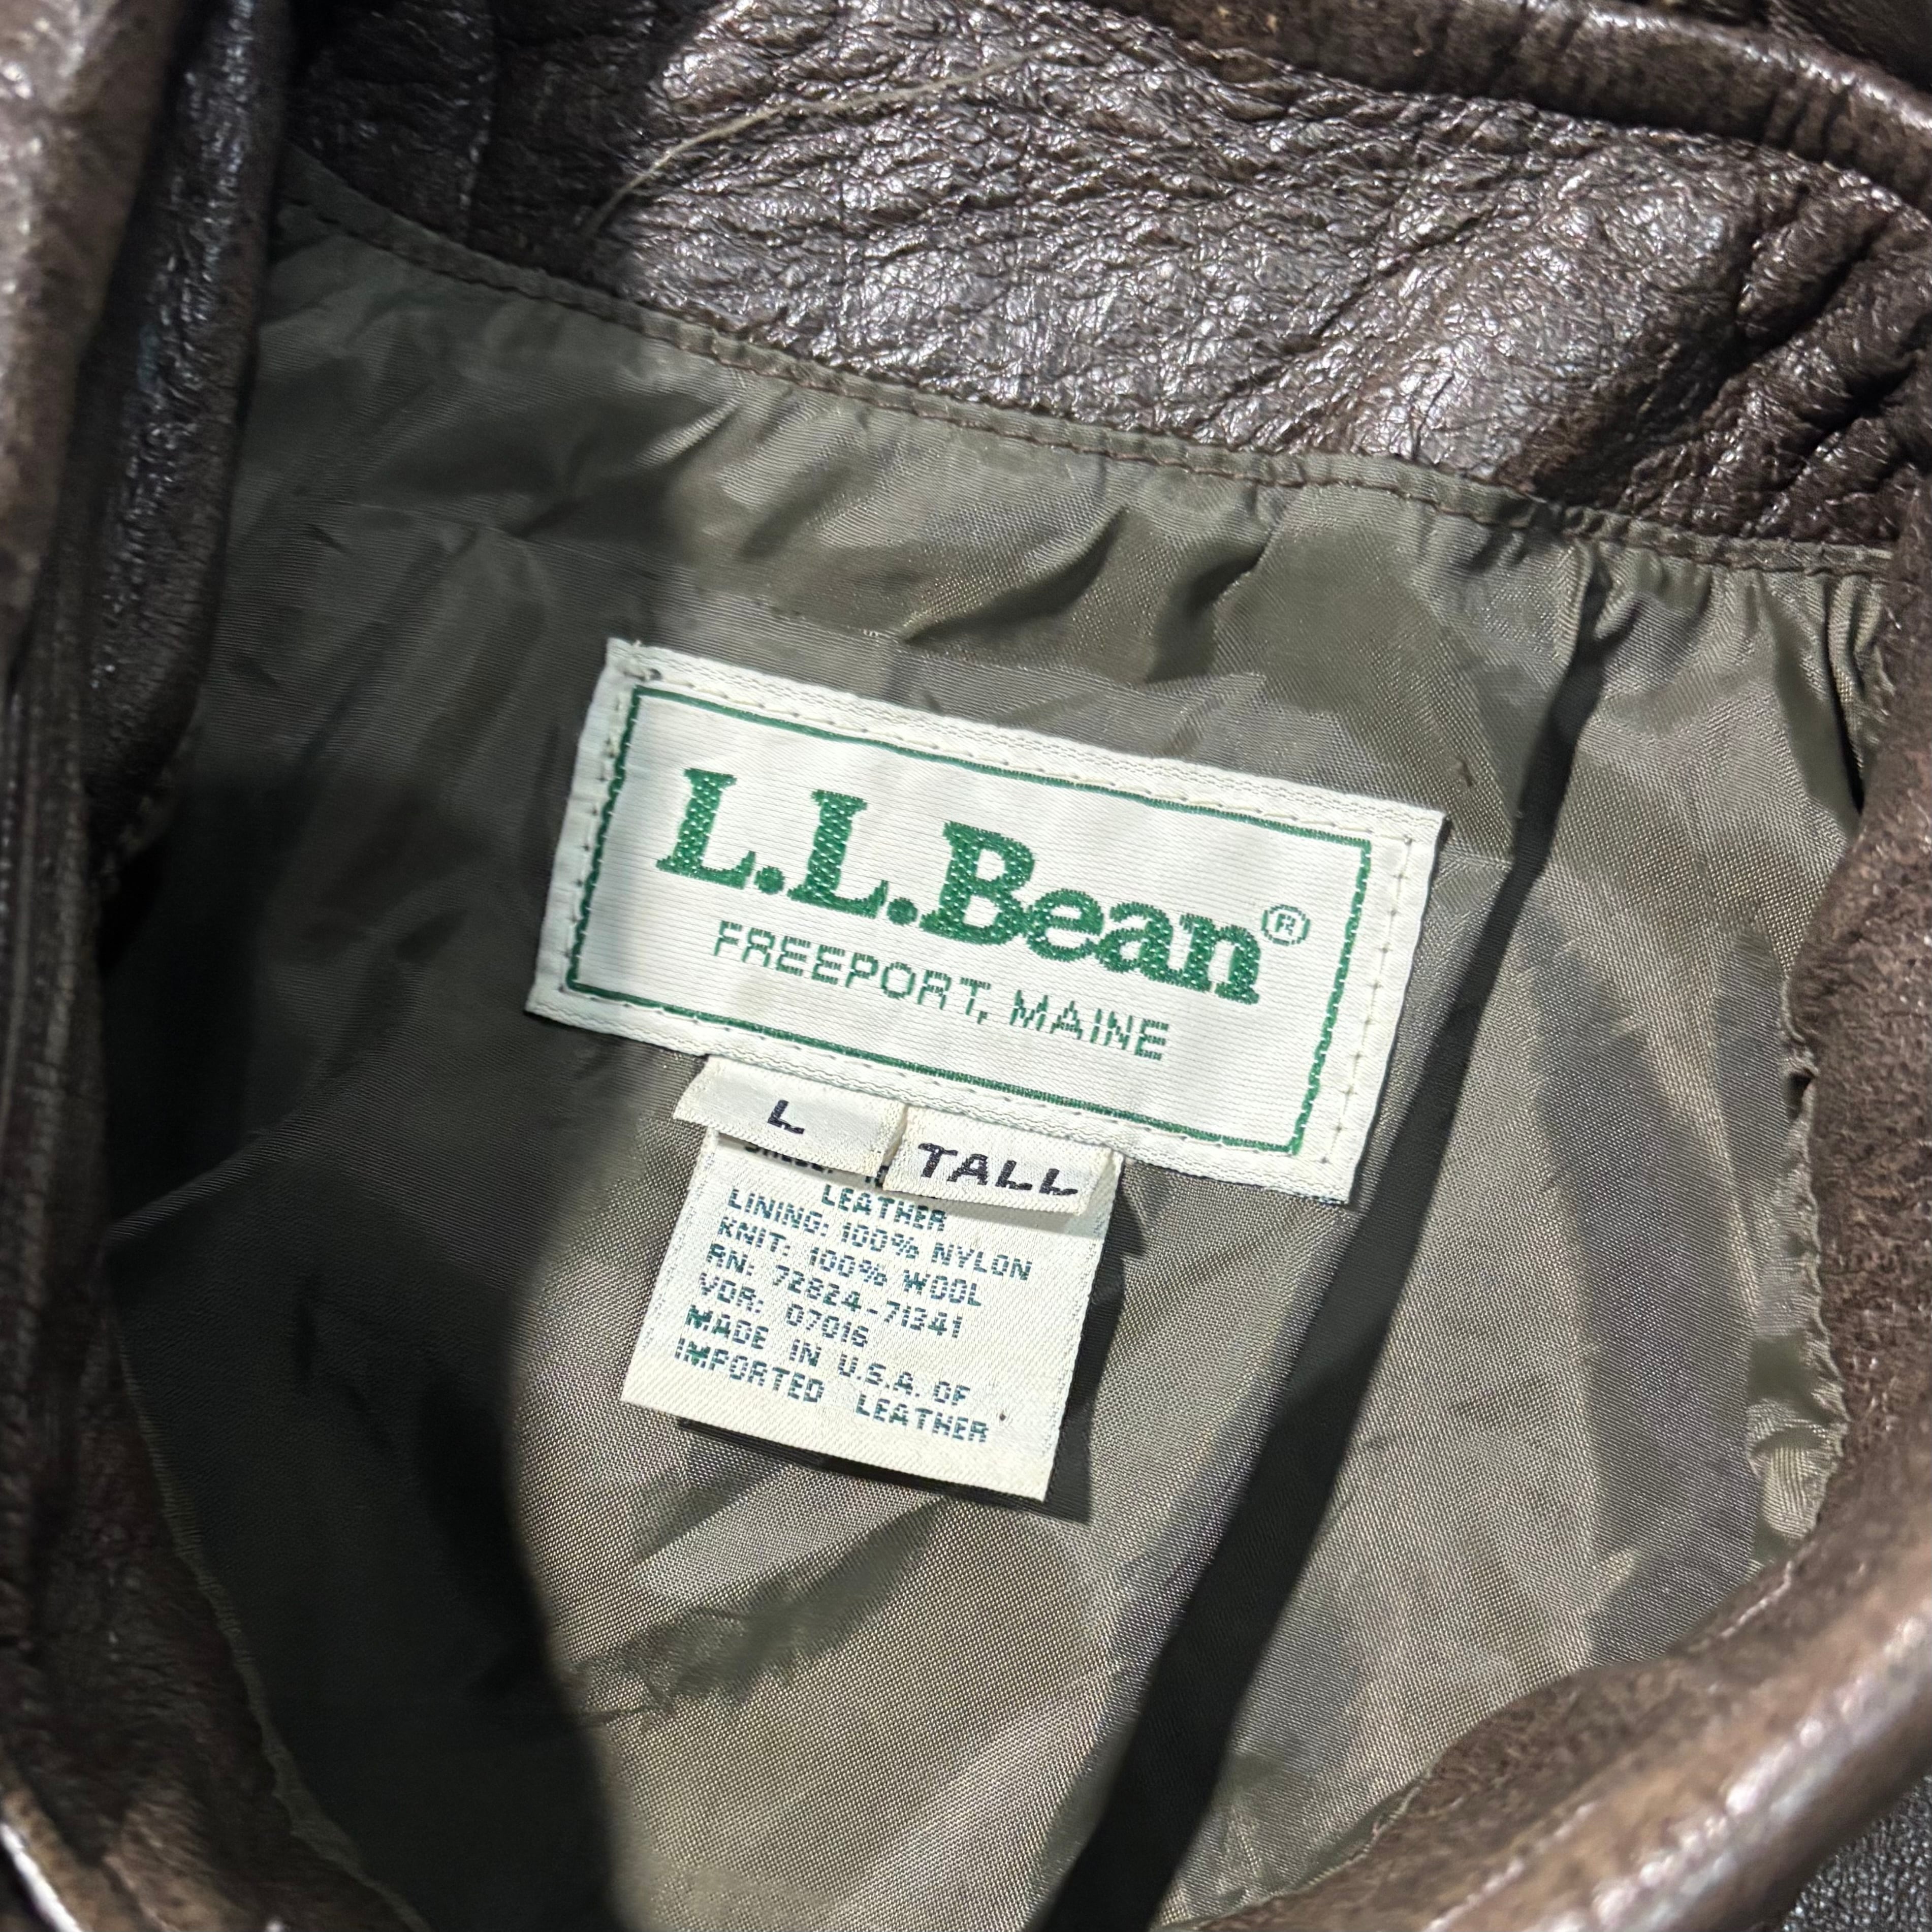 L.L.Bean®
FREEPORT, MAINE
L TALL
LEATHER
LINING: 100% NYLON
KNIT: 100% WOOL
RN: 72824-71341
VDR: 07016
MADE IN U.S.A. OF
IMPORTED LEATHER